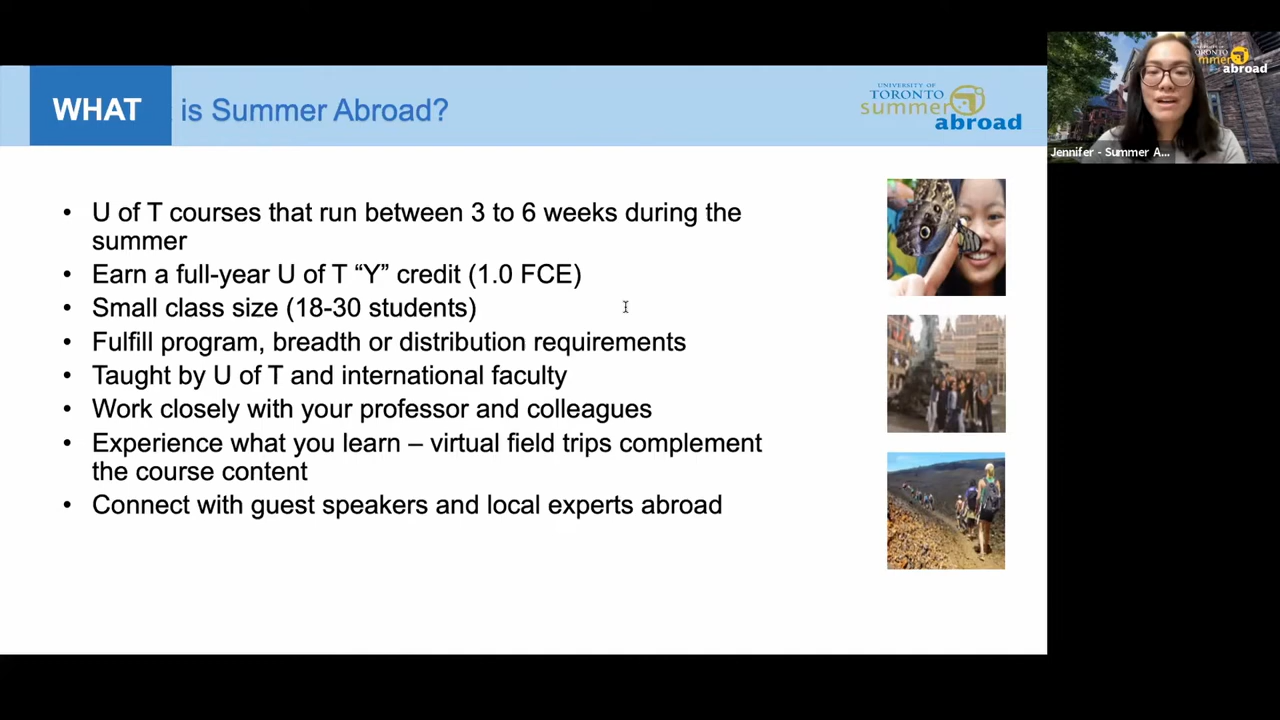 WHAT is Summer Abroad?
UNIVERSITY OF
TORONTO
summer
abroad
• U of T courses that run between 3 to 6 weeks during the
summer
• Earn a full-year U of T “Y” credit (1.0 FCE)
• Small class size (18-30 students)
• Fulfill program, breadth or distribution requirements
• Taught by U of T and international faculty
• Work closely with your professor and colleagues
• Experience what you learn – virtual field trips complement
the course content
• Connect with guest speakers and local experts abroad
abroad
Jennifer - Summer A...